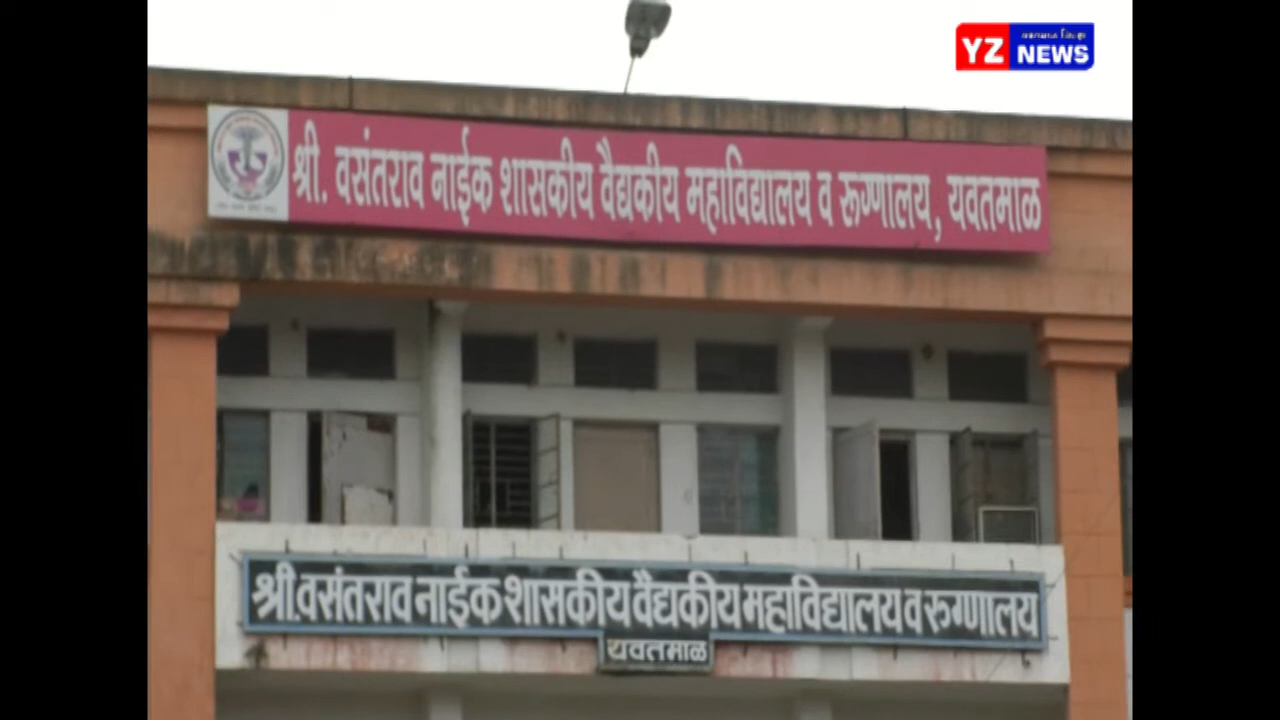 YZ NEWS
श्री. वसंतराव नाईक शासकीय वैद्यकीय महाविद्यालय व रूग्णालय, यवतमाळ
श्री.वसंतराव नाईक शासकीय वैद्यकीय महाविद्यालय व रुग्णालय
यवतमाळ